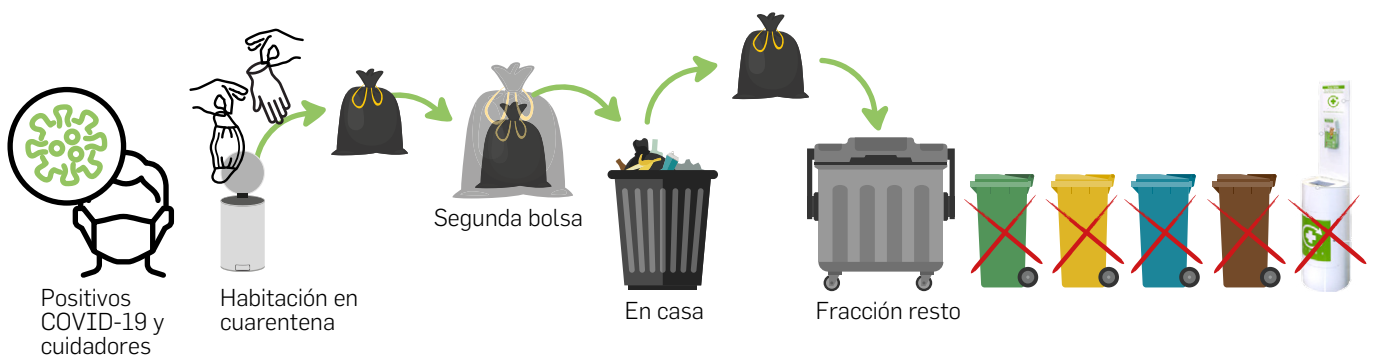 Positivos
COVID-19 y
cuidadores
Habitación en
cuarentena
Segunda bolsa
En casa
Fracción resto